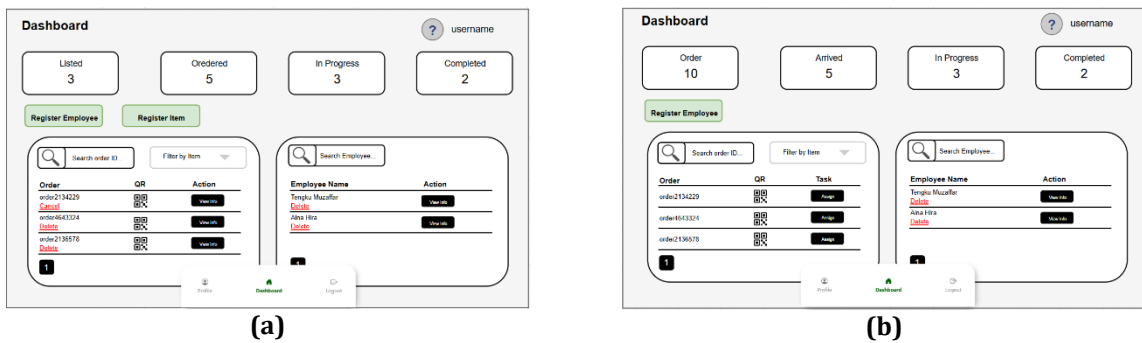 Dashboard
? username
Listed
3
Oredered
5
In Progress
3
Completed
2
Register Employee
Register Item
Search order ID...
Filter by Item
Order QR Action
order2134229
Cancel
View Info
order4643324
Delete
View Info
order2136578
Delete
View Info
1
Search Employee...
Employee Name Action
Tengku Muzaffar
Delete
View Info
Aina Hira
Delete
View Info
1
Profile
Dashboard
Logout
(a)
Dashboard
? username
Order
10
Arrived
5
In Progress
3
Completed
2
Register Employee
Search order ID...
Filter by Item
Order QR Task
order2134229
Assign
order4643324
Assign
order2136578
Assign
1
Search Employee...
Employee Name Action
Tengku Muzaffar
Delete
View Info
Aina Hira
Delete
View Info
1
Profile
Dashboard
Logout
(b)